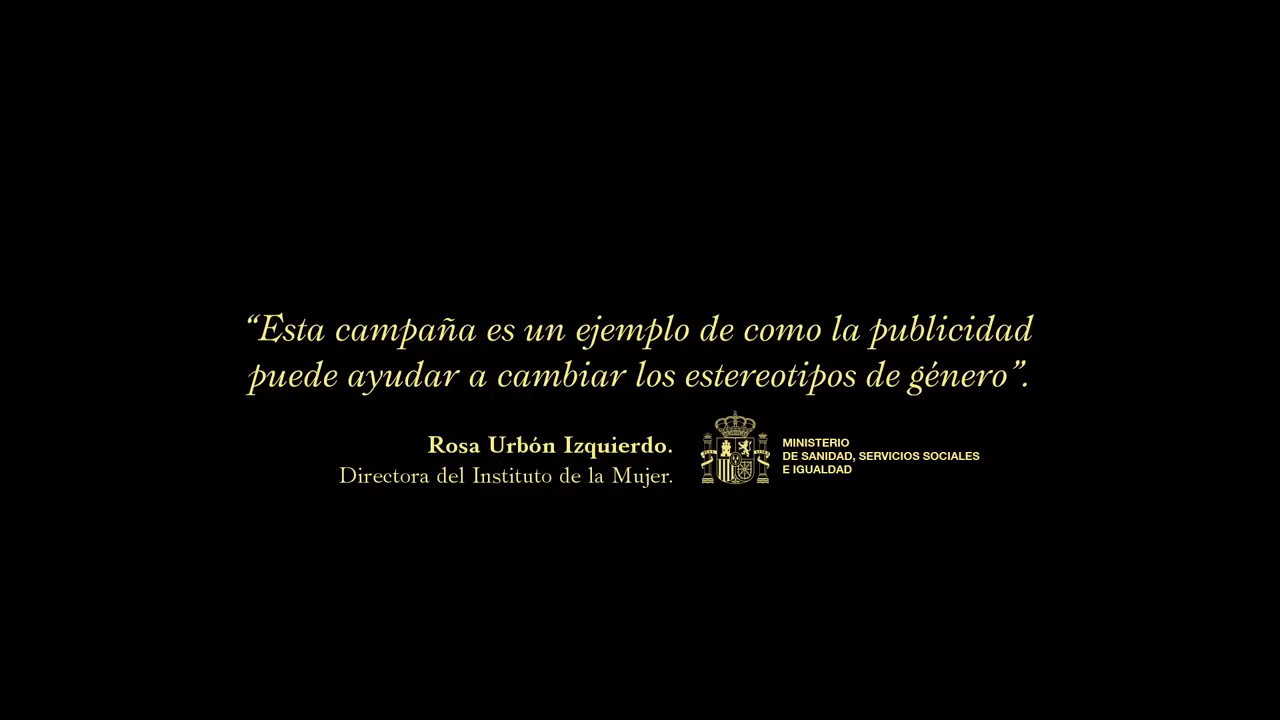 “Esta campaña es un ejemplo de como la publicidad
puede ayudar a cambiar los estereotipos de género”.
Rosa Urbón Izquierdo.
Directora del Instituto de la Mujer.
MINISTERIO
DE SANIDAD, SERVICIOS SOCIALES
E IGUALDAD